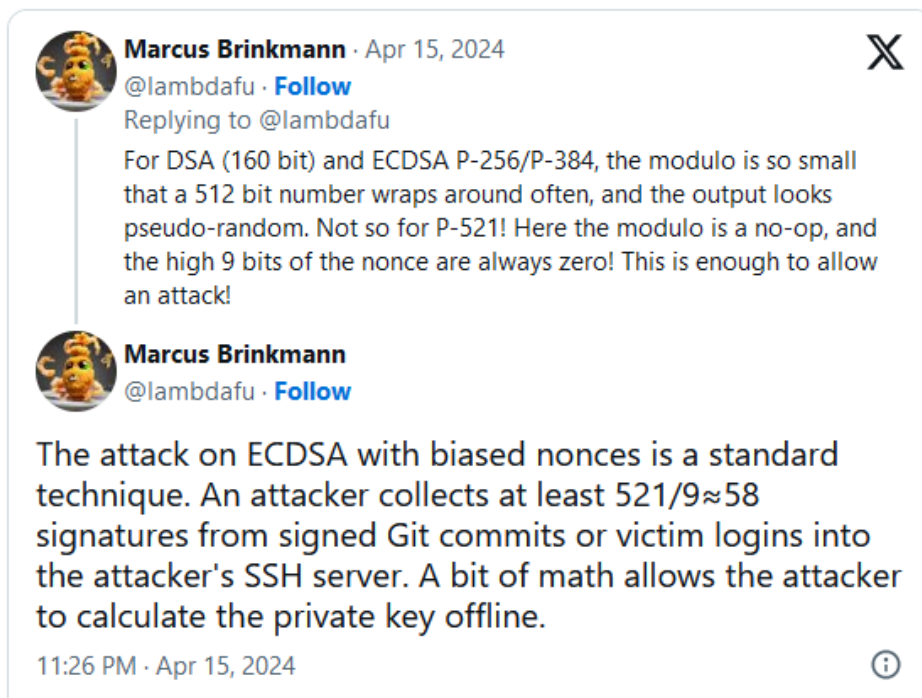 Marcus Brinkmann · Apr 15, 2024
@lambdafu · Follow
Replying to @lambdafu
For DSA (160 bit) and ECDSA P-256/P-384, the modulo is so small
that a 512 bit number wraps around often, and the output looks
pseudo-random. Not so for P-521! Here the modulo is a no-op, and
the high 9 bits of the nonce are always zero! This is enough to allow
an attack!
Marcus Brinkmann
@lambdafu · Follow
The attack on ECDSA with biased nonces is a standard
technique. An attacker collects at least 521/9≈58
signatures from signed Git commits or victim logins into
the attacker's SSH server. A bit of math allows the attacker
to calculate the private key offline.
11:26 PM · Apr 15, 2024